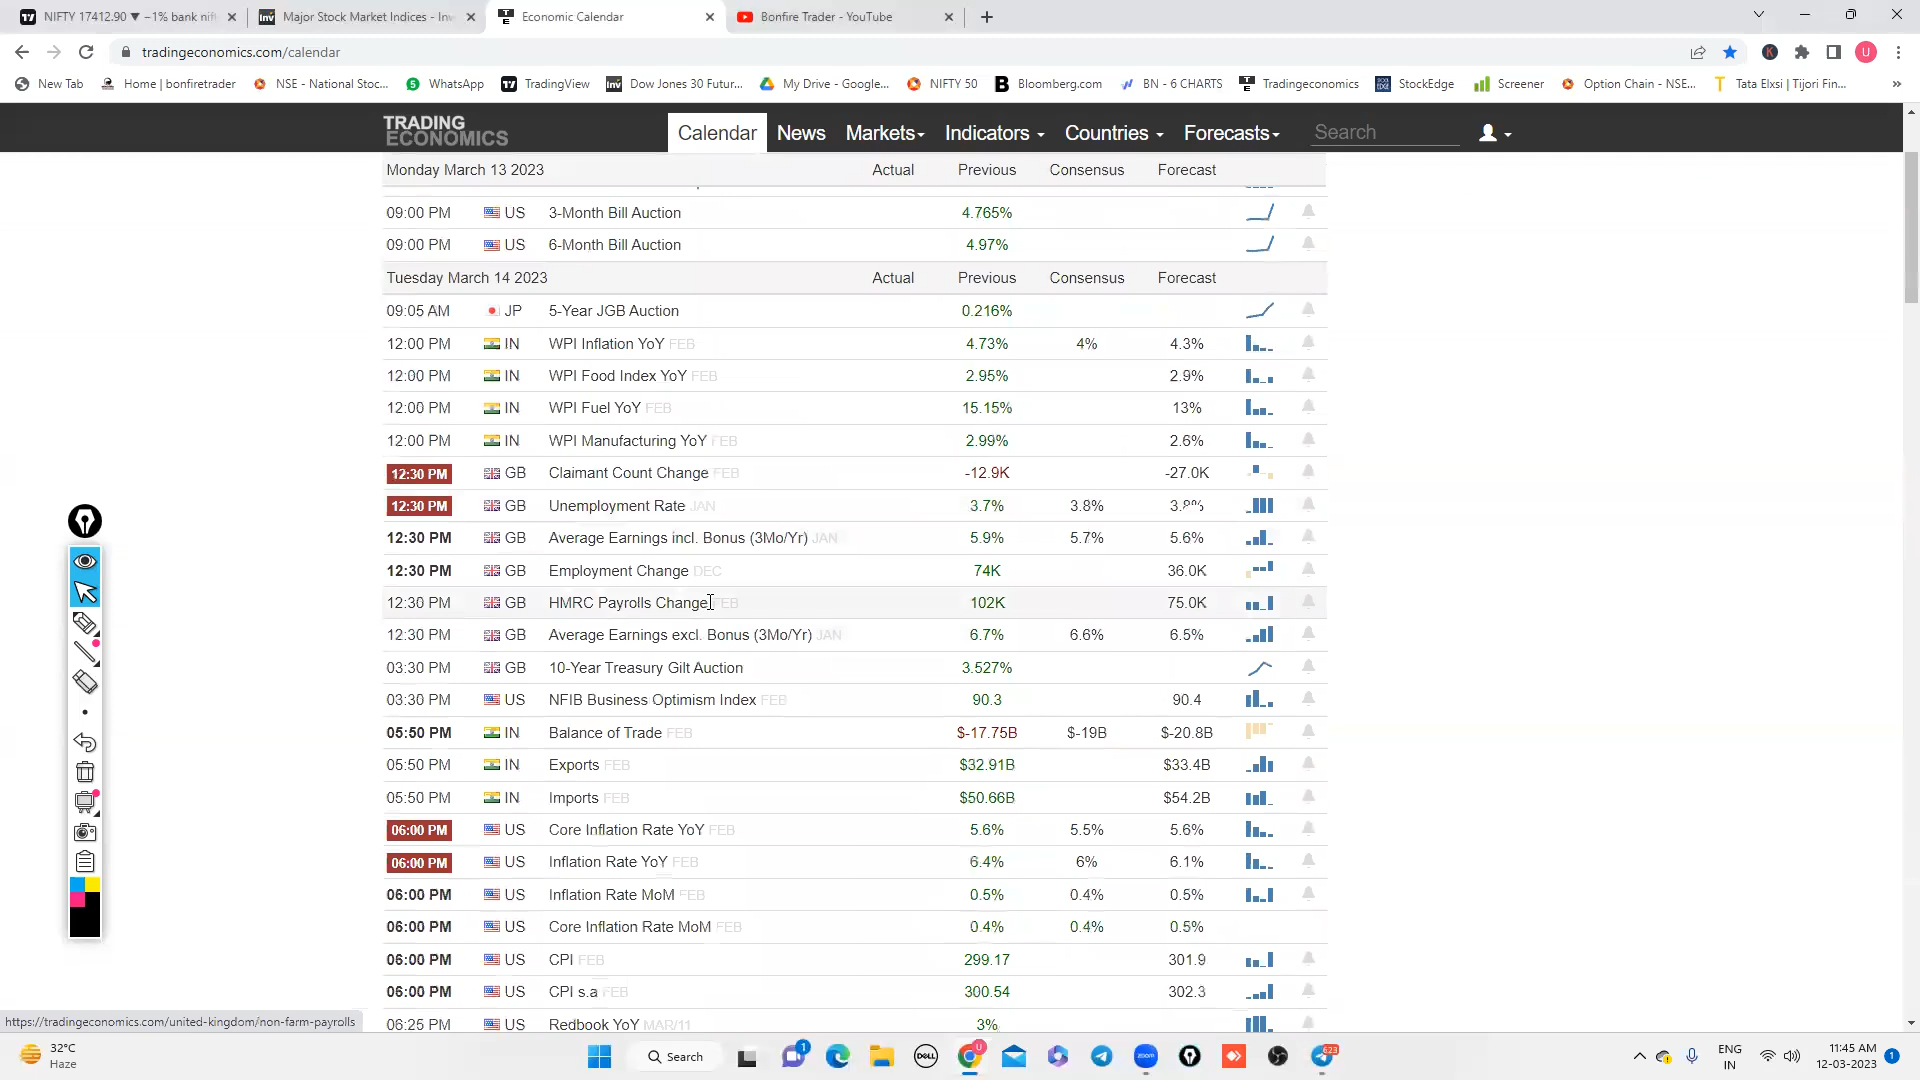 NIFTY 17412.90 ▼ −1% bank nift
Major Stock Market Indices - Inv
Economic Calendar
Bonfire Trader - YouTube
tradingeconomics.com/calendar
New Tab
Home | bonfiretrader
NSE - National Stoc...
WhatsApp
TradingView
Dow Jones 30 Futur...
My Drive - Google...
NIFTY 50
Bloomberg.com
BN - 6 CHARTS
Tradingeconomics
StockEdge
Screener
Option Chain - NSE...
Tata Elxsi | Tijori Fin...
TRADING
ECONOMICS
Calendar News Markets Indicators Countries Forecasts Search
Monday March 13 2023 Actual Previous Consensus Forecast
09:00 PM US 3-Month Bill Auction 4.765%
09:00 PM US 6-Month Bill Auction 4.97%
Tuesday March 14 2023 Actual Previous Consensus Forecast
09:05 AM JP 5-Year JGB Auction 0.216%
12:00 PM IN WPI Inflation YoY FEB 4.73% 4% 4.3%
12:00 PM IN WPI Food Index YoY FEB 2.95% 2.9%
12:00 PM IN WPI Fuel YoY FEB 15.15% 13%
12:00 PM IN WPI Manufacturing YoY FEB 2.99% 2.6%
12:30 PM GB Claimant Count Change FEB -12.9K -27.0K
12:30 PM GB Unemployment Rate JAN 3.7% 3.8% 3.8%
12:30 PM GB Average Earnings incl. Bonus (3Mo/Yr) JAN 5.9% 5.7% 5.6%
12:30 PM GB Employment Change DEC 74K 36.0K
12:30 PM GB HMRC Payrolls Change FEB 102K 75.0K
12:30 PM GB Average Earnings excl. Bonus (3Mo/Yr) JAN 6.7% 6.6% 6.5%
03:30 PM GB 10-Year Treasury Gilt Auction 3.527%
03:30 PM US NFIB Business Optimism Index FEB 90.3 90.4
05:50 PM IN Balance of Trade FEB $-17.75B $-19B $-20.8B
05:50 PM IN Exports FEB $32.91B $33.4B
05:50 PM IN Imports FEB $50.66B $54.2B
06:00 PM US Core Inflation Rate YoY FEB 5.6% 5.5% 5.6%
06:00 PM US Inflation Rate YoY FEB 6.4% 6% 6.1%
06:00 PM US Inflation Rate MoM FEB 0.5% 0.4% 0.5%
06:00 PM US Core Inflation Rate MoM FEB 0.4% 0.4% 0.5%
06:00 PM US CPI FEB 299.17 301.9
06:00 PM US CPI s.a FEB 300.54 302.3
06:25 PM US Redbook YoY MAR/11 3%
https://tradingeconomics.com/united-kingdom/non-farm-payrolls
32°C
Haze
Search
ENG
IN
11:45 AM
12-03-2023